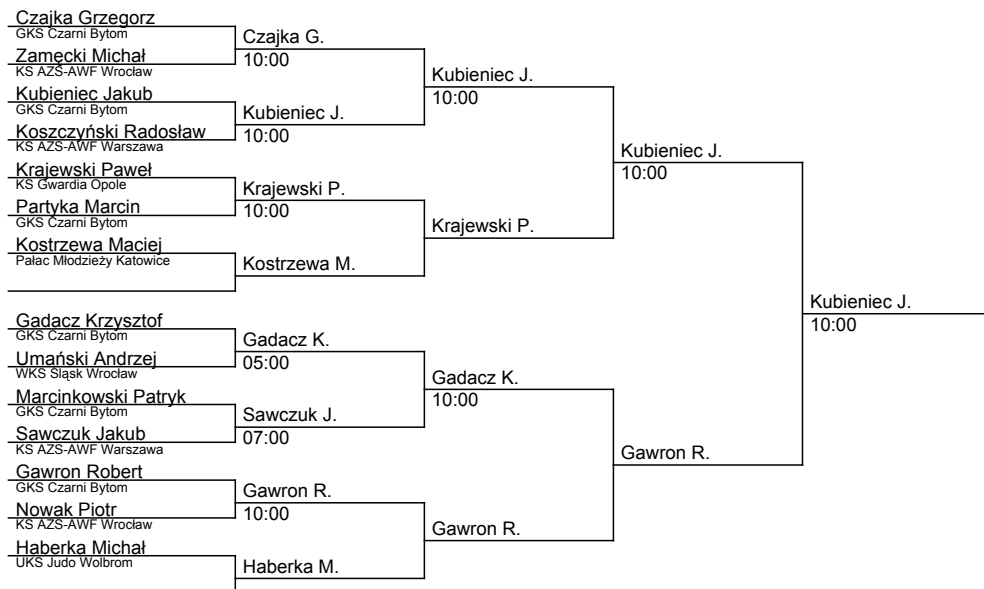 Czajka Grzegorz
GKS Czarni Bytom
Zamęcki Michał
KS AZS-AWF Wrocław
Kubieniec Jakub
GKS Czarni Bytom
Koszczyński Radosław
KS AZS-AWF Warszawa
Krajewski Paweł
KS Gwardia Opole
Partyka Marcin
GKS Czarni Bytom
Kostrzewa Maciej
Pałac Młodzieży Katowice
Gadacz Krzysztof
GKS Czarni Bytom
Umański Andrzej
WKS Śląsk Wrocław
Marcinkowski Patryk
GKS Czarni Bytom
Sawczuk Jakub
KS AZS-AWF Warszawa
Gawron Robert
GKS Czarni Bytom
Nowak Piotr
KS AZS-AWF Wrocław
Haberka Michał
UKS Judo Wolbrom
Czajka G.
10:00
Kubieniec J.
10:00
Krajewski P.
10:00
Kostrzewa M.
Gadacz K.
05:00
Sawczuk J.
07:00
Gawron R.
10:00
Haberka M.
Kubieniec J.
10:00
Krajewski P.
Gadacz K.
10:00
Gawron R.
Kubieniec J.
10:00
Gawron R.
Kubieniec J.
10:00